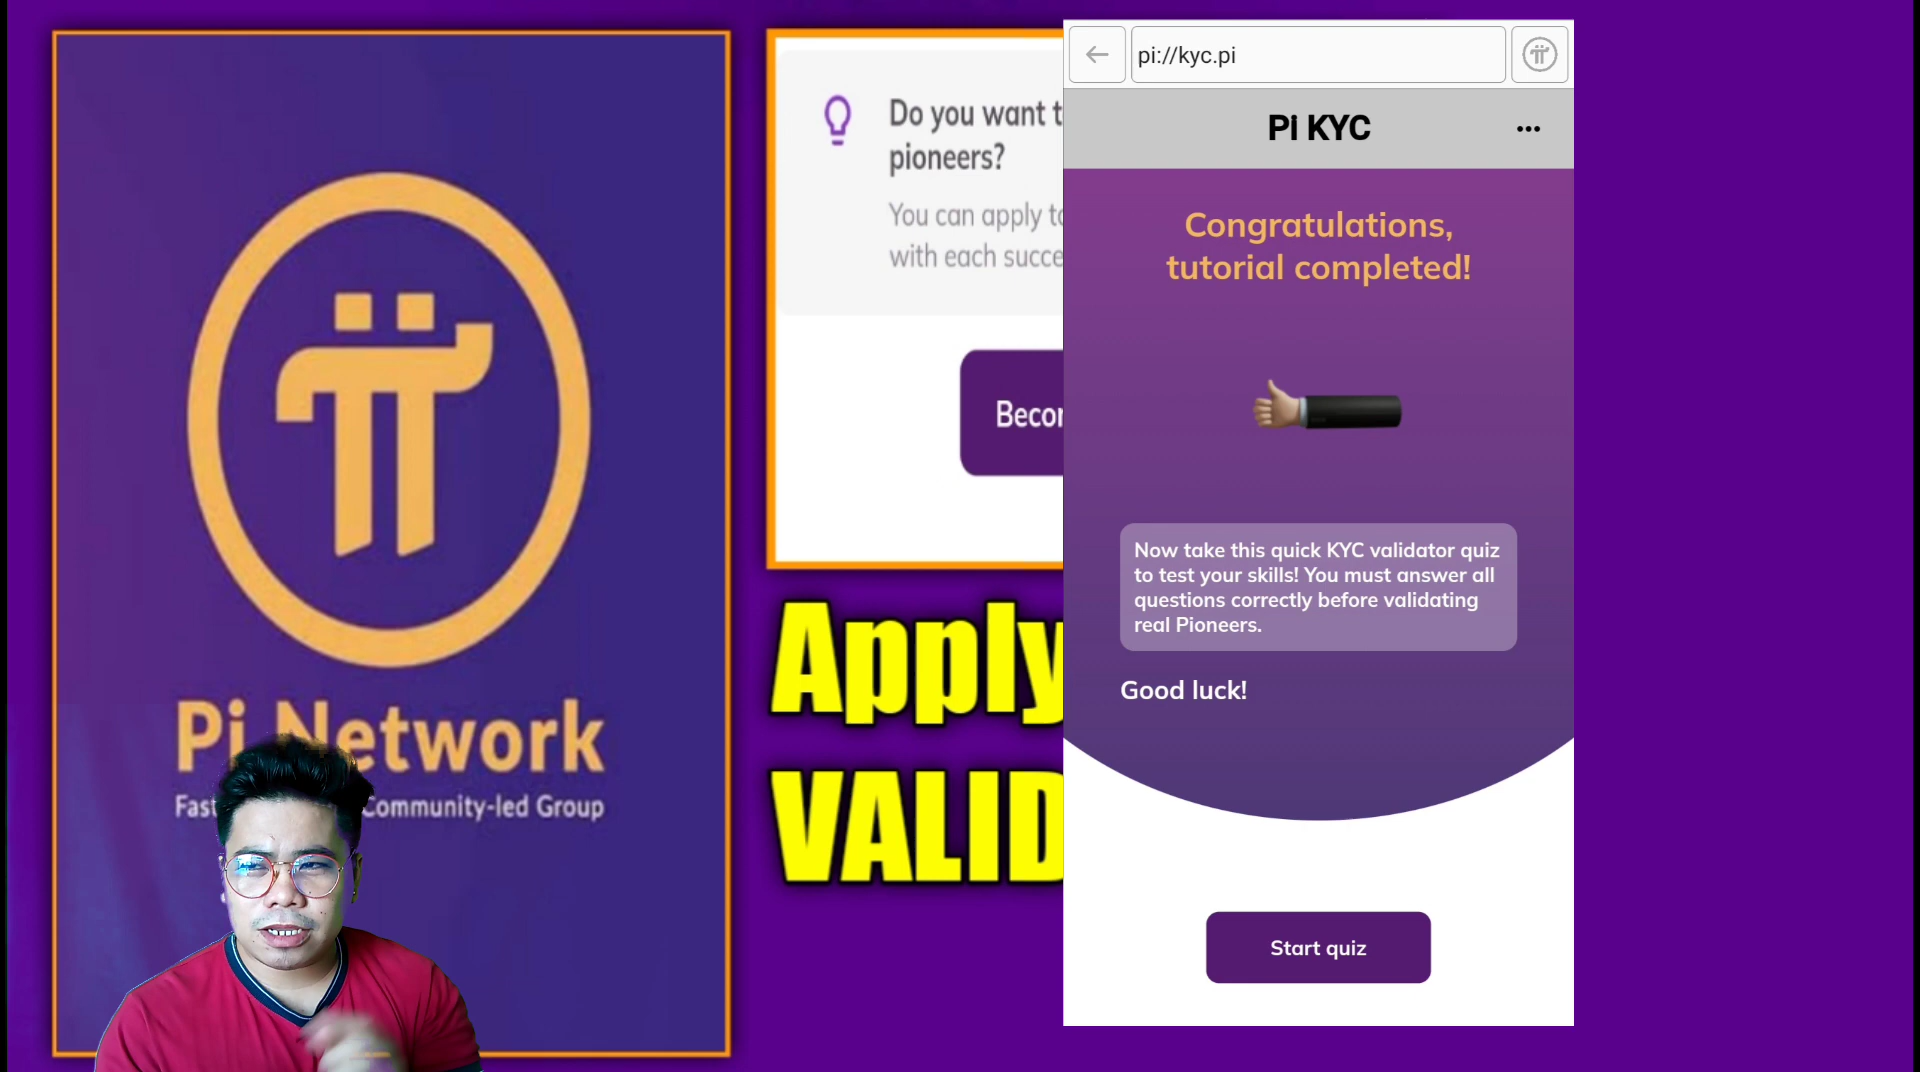 Pi Network
Fast
Community-led Group
Do you want t
pioneers?
You can apply to
with each succe
Becom
Apply
VALID
pi://kyc.pi
Pi KYC
Congratulations,
tutorial completed!
Now take this quick KYC validator quiz
to test your skills! You must answer all
questions correctly before validating
real Pioneers.
Good luck!
Start quiz